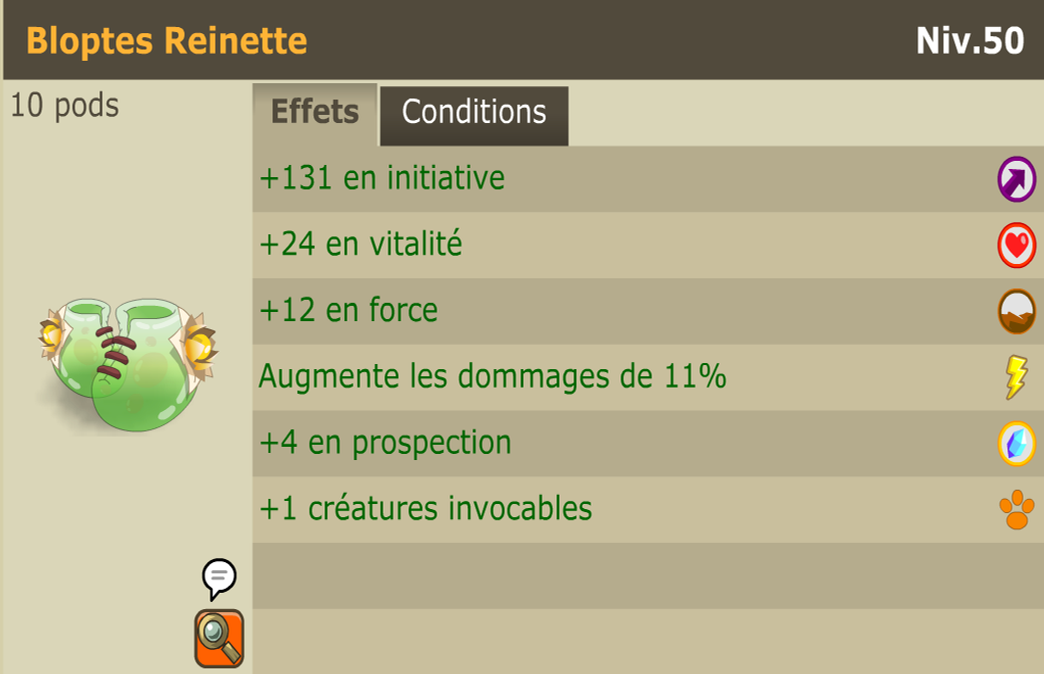 Bloptes Reinette
Niv.50
10 pods
Effets
Conditions
+131 en initiative
+24 en vitalité
+12 en force
Augmente les dommages de 11%
+4 en prospection
+1 créatures invocables